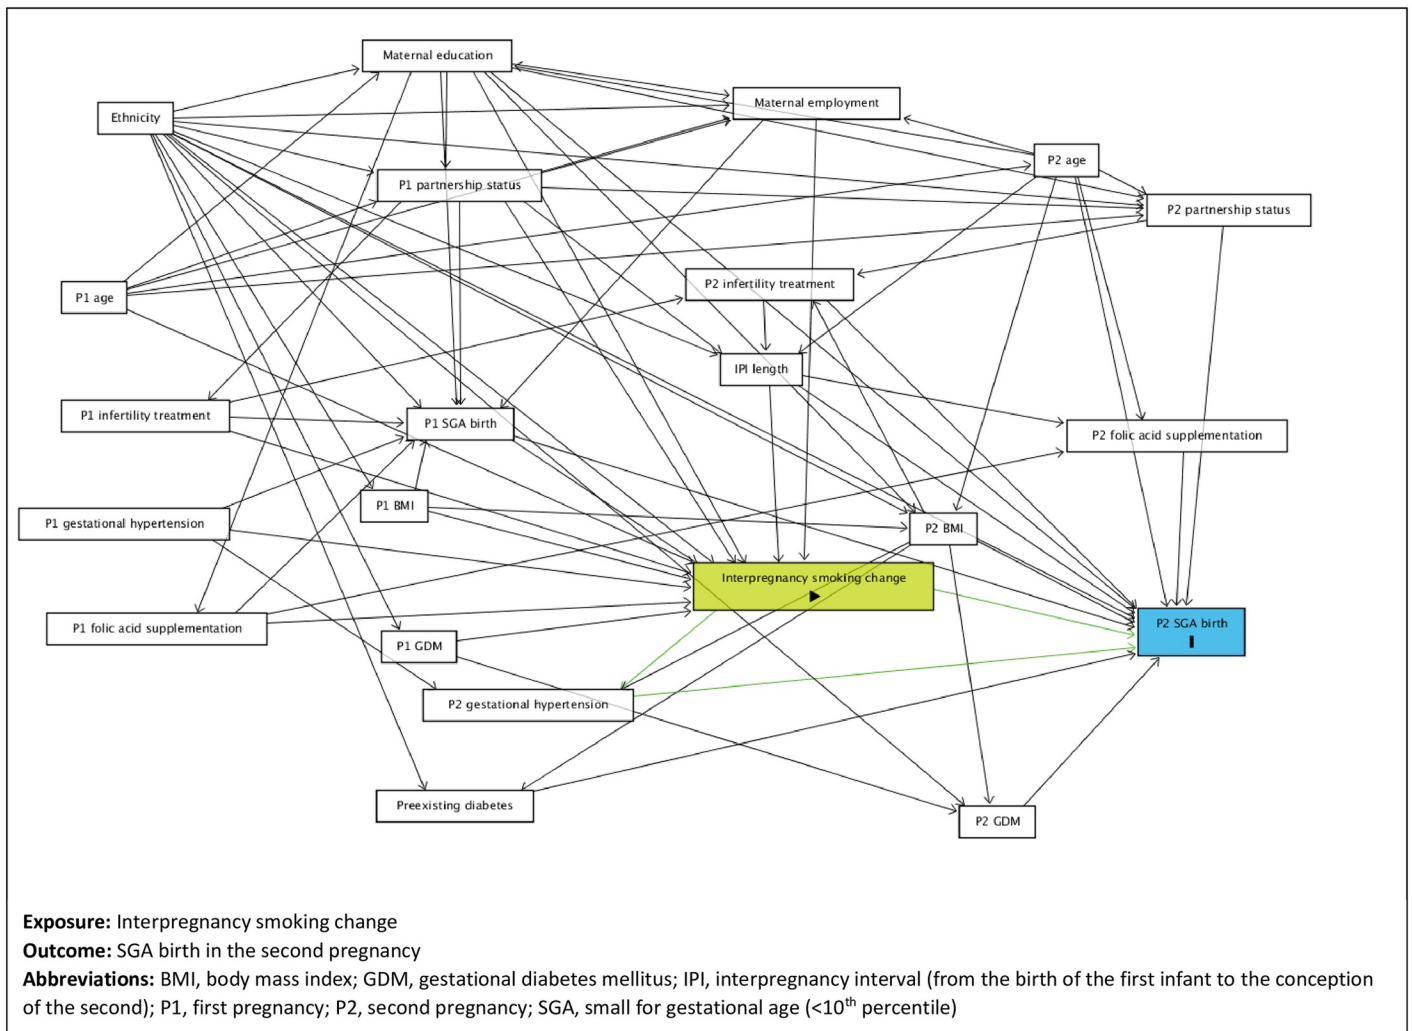 Maternal education
Maternal employment
Ethnicity
P2 age
P1 partnership status
P2 partnership status
P2 infertility treatment
P1 age
IPI length
P1 infertility treatment
P1 SGA birth
P2 folic acid supplementation
P1 BMI
P1 gestational hypertension
P2 BMI
Interpregnancy smoking change
P2 SGA birth
P1 folic acid supplementation
P1 GDM
P2 gestational hypertension
Preexisting diabetes
P2 GDM
Exposure: Interpregnancy smoking change
Outcome: SGA birth in the second pregnancy
Abbreviations: BMI, body mass index; GDM, gestational diabetes mellitus; IPI, interpregnancy interval (from the birth of the first infant to the conception
of the second); P1, first pregnancy; P2, second pregnancy; SGA, small for gestational age (<10th percentile)